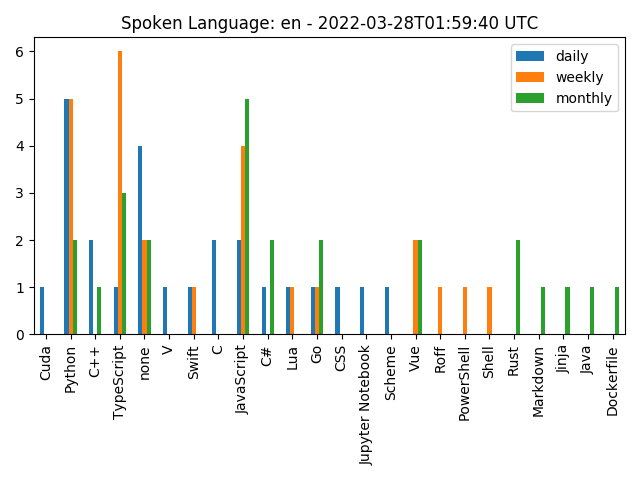 Spoken Language: en - 2022-03-28T01:59:40 UTC
daily
weekly
monthly
6
5
4
3
2
1
0
Cuda
Python
C++
TypeScript
none
V
Swift
C
JavaScript
C#
Lua
Go
CSS
Jupyter Notebook
Scheme
Vue
Roff
PowerShell
Shell
Rust
Markdown
Jinja
Java
Dockerfile